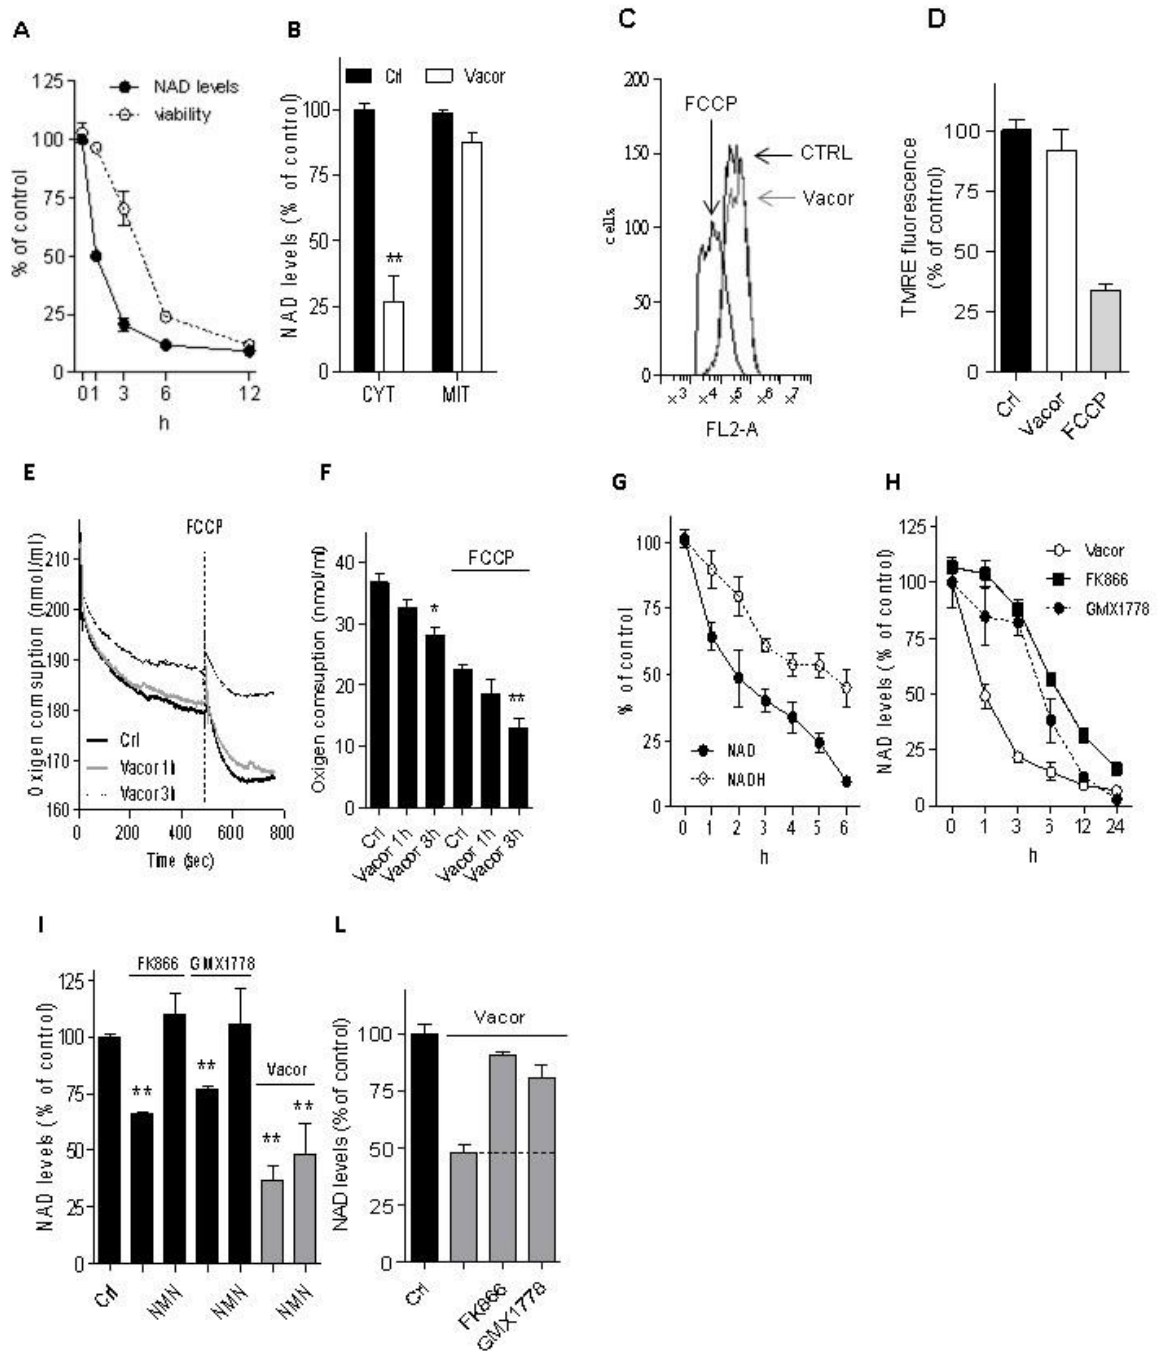 A
125
100
75
50
25
0
% of control
NAD levels
viability
0 1 3 6 12
h
B
Crl Vacor
NAD levels (% of control)
100
75
50
25
0
**
CYT MIT
C
200
150
100
50
0
cells
FCCP
CTRL
Vacor
x3 x4 x5 x6 x7
FL2-A
D
TMRE fluorescence
(% of control)
100
75
50
25
0
Crl Vacor FCCP
E
FCCP
Oxigen comsuption (nmol/ml)
210
200
190
180
170
160
Crl
Vacor 1h
Vacor 3h
0 200 400 600 800
Time (sec)
F
FCCP
Oxigen comsuption (nmol/ml)
40
30
20
10
0
*
**
Crl Vacor 1h Vacor 3h Crl Vacor 1h Vacor 3h
G
% of control
100
75
50
25
0
NAD
NADH
0 1 2 3 4 5 6
h
H
NAD levels (% of control)
125
100
75
50
25
0
Vacor
FK866
GMX1778
0 1 3 6 12 24
h
I
FK866 GMX1778
Vacor
NAD levels (% of control)
125
100
75
50
25
0
** ** ** **
Crl NMN NMN NMN
L
Vacor
NAD levels (% of control)
100
75
50
25
0
Crl FK866 GMX1778